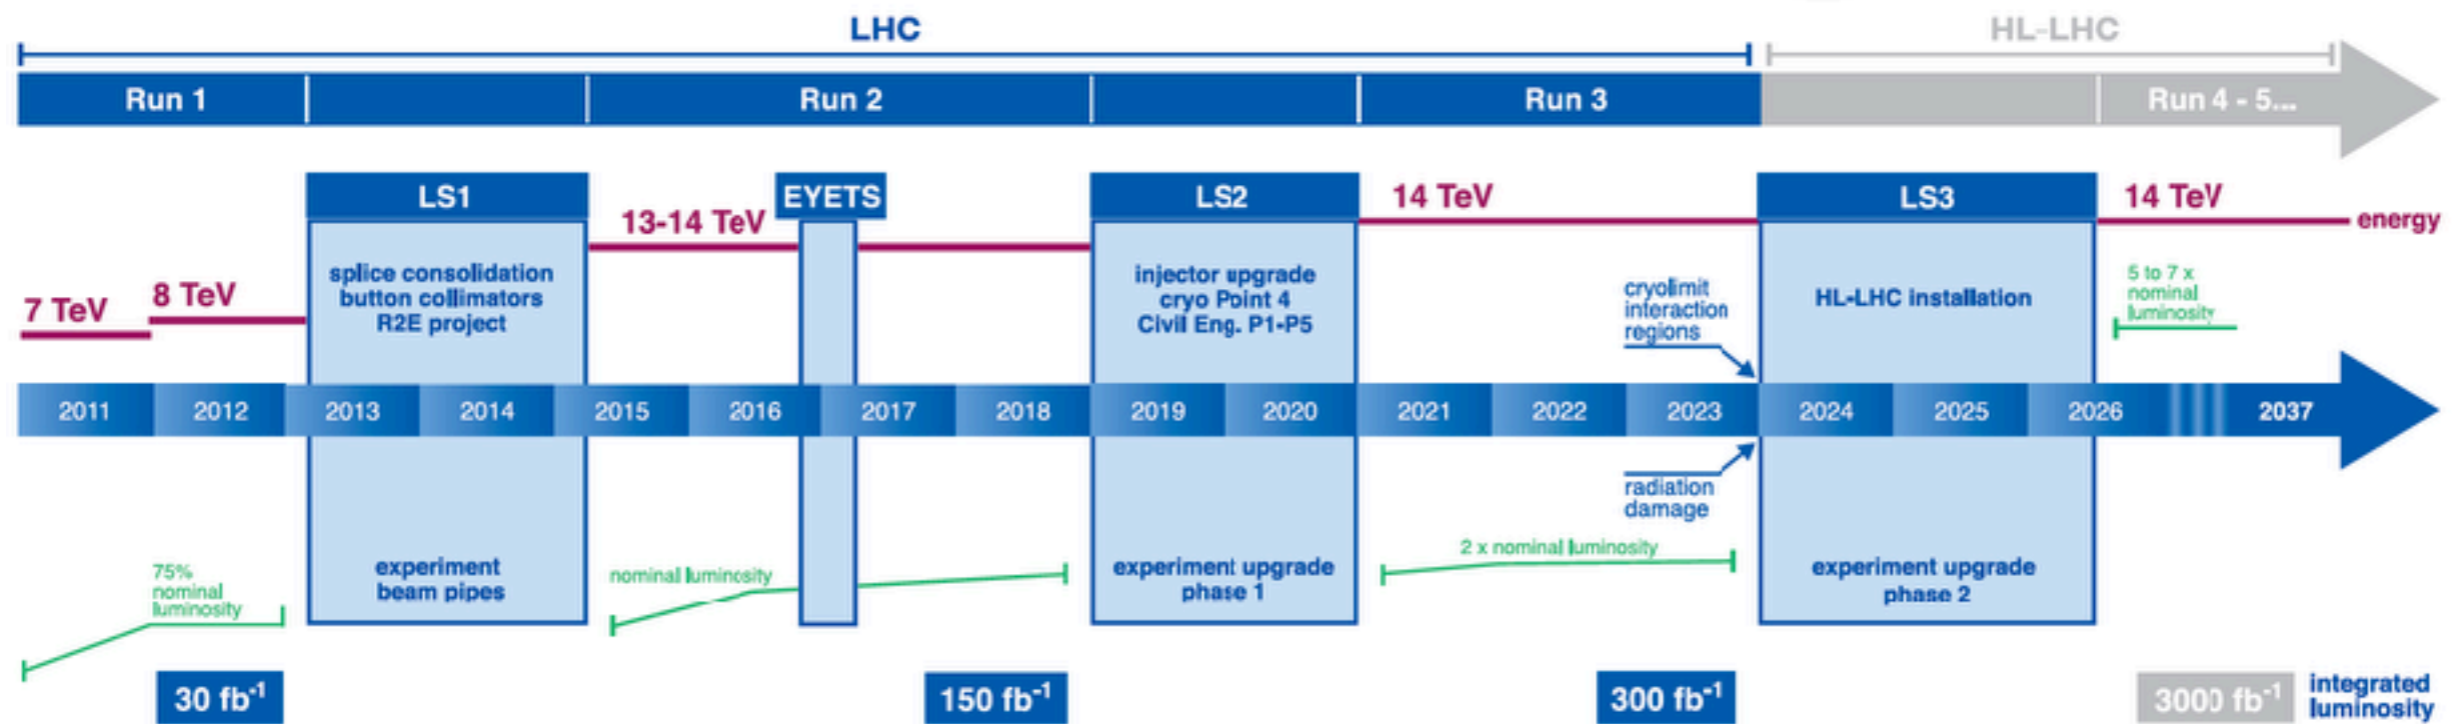 LHC
HL-LHC
Run 1
Run 2
Run 3
Run 4 - 5...
LS1
EYETS
LS2
LS3
13-14 TeV
14 TeV
14 TeV
energy
7 TeV
8 TeV
splice consolidation
button collimators
R2E project
injector upgrade
cryo Point 4
Civil Eng. P1-P5
cryolimit
interaction
regions
HL-LHC installation
5 to 7 x
nominal
luminosity
2011
2012
2013
2014
2015
2016
2017
2018
2019
2020
2021
2022
2023
2024
2025
2026
2037
radiation
damage
75%
nominal
luminosity
experiment
beam pipes
nominal luminosity
experiment upgrade
phase 1
2 x nominal luminosity
experiment upgrade
phase 2
30 fb⁻¹
150 fb⁻¹
300 fb⁻¹
3000 fb⁻¹
integrated
luminosity